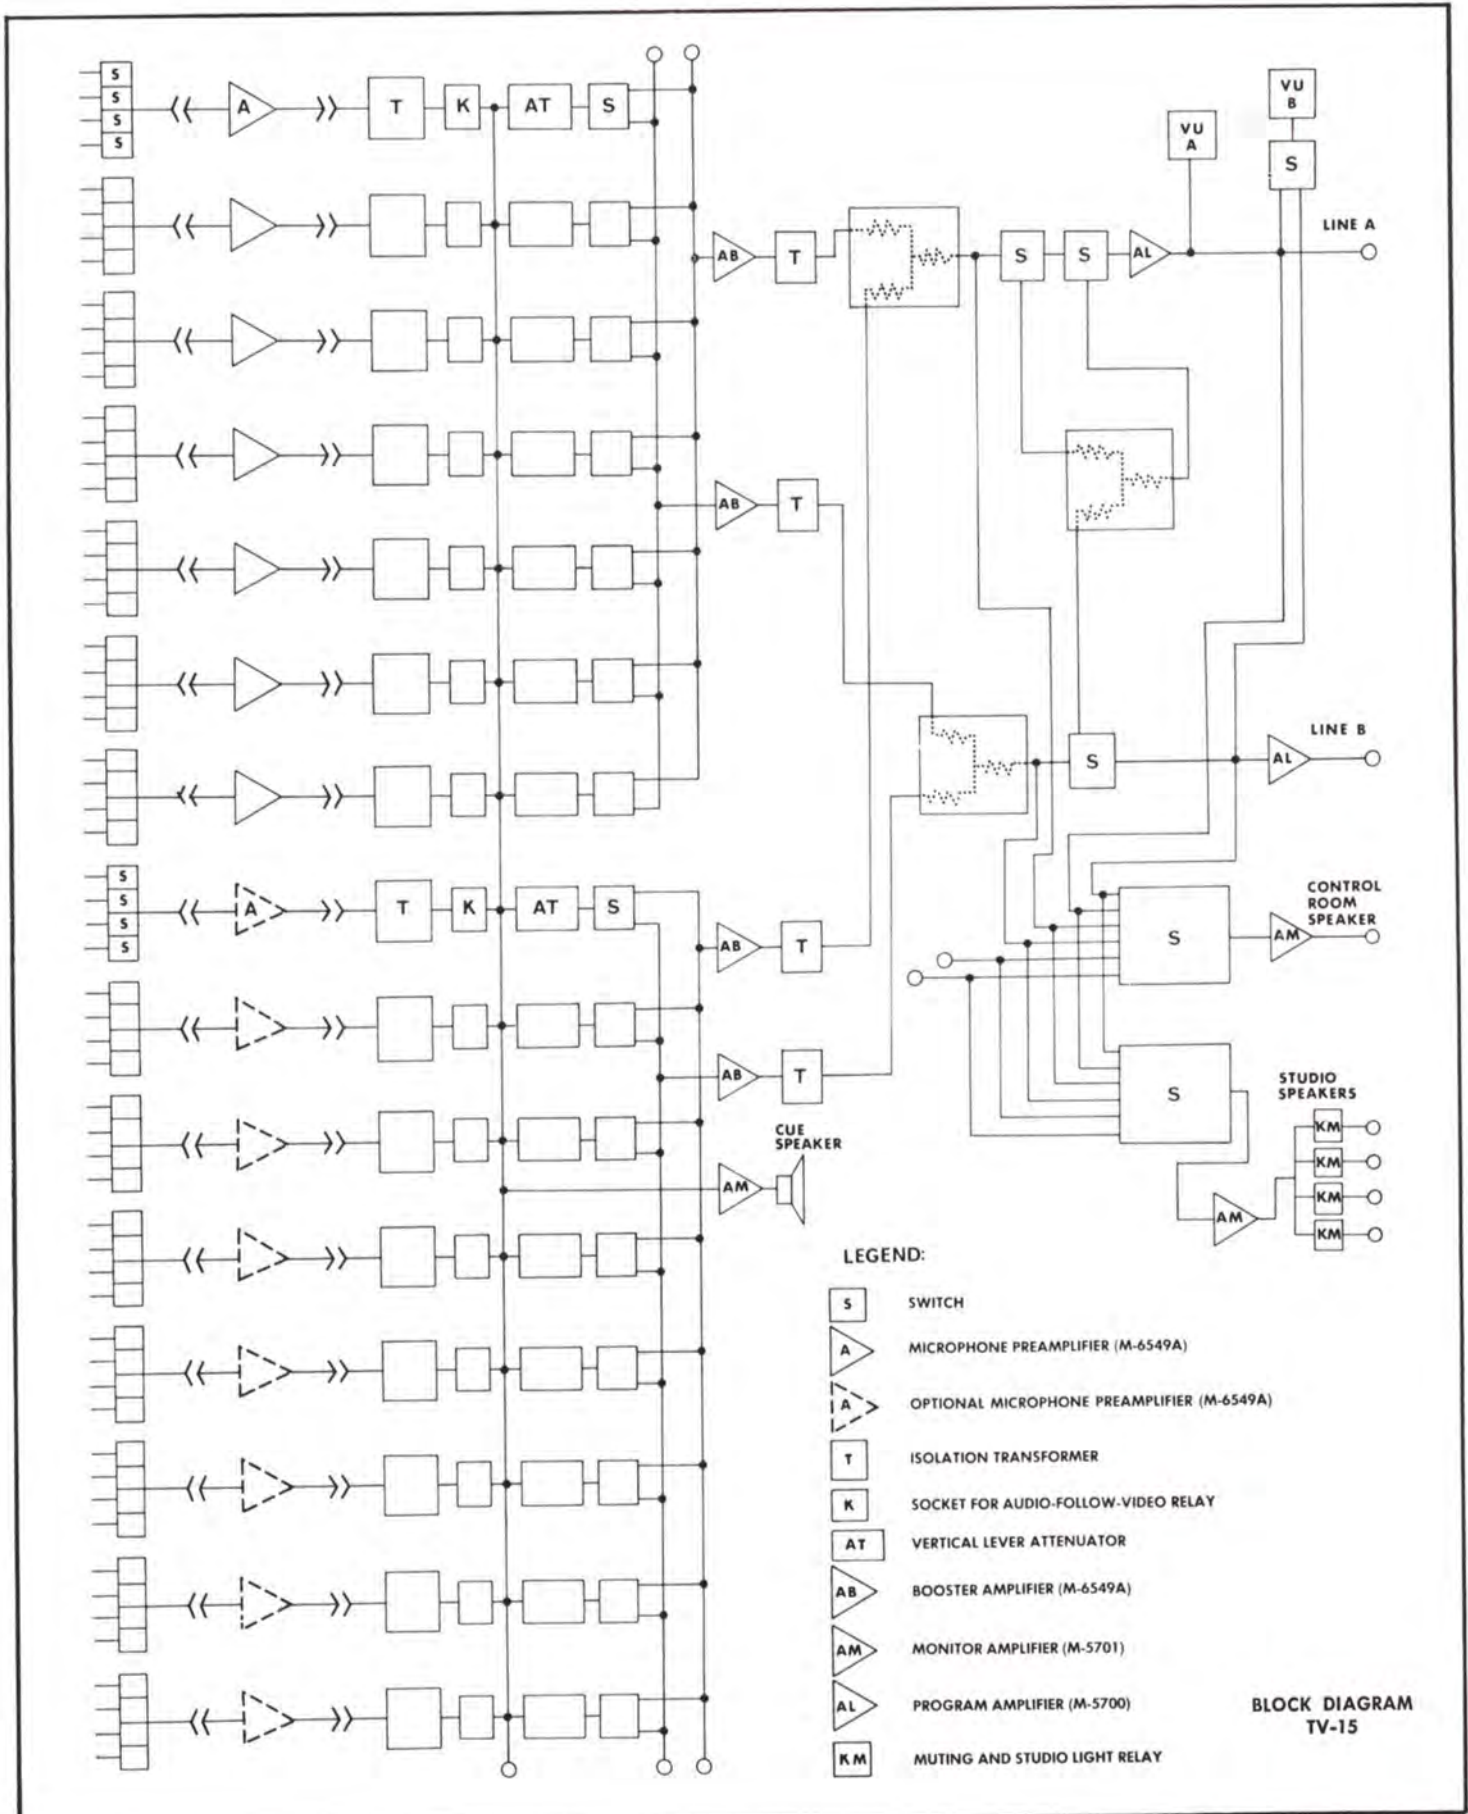 S
S
S
S
A
T
K
AT
S
VU
A
VU
B
S
AB
T
S
S
AL
LINE A
AB
T
S
AL
LINE B
S
S
S
S
A
T
K
AT
S
AB
T
S
AM
CONTROL
ROOM
SPEAKER
AB
T
S
CUE
SPEAKER
AM
STUDIO
SPEAKERS
KM
KM
KM
KM
AM
LEGEND:
S SWITCH
A MICROPHONE PREAMPLIFIER (M-6549A)
A OPTIONAL MICROPHONE PREAMPLIFIER (M-6549A)
T ISOLATION TRANSFORMER
K SOCKET FOR AUDIO-FOLLOW-VIDEO RELAY
AT VERTICAL LEVER ATTENUATOR
AB BOOSTER AMPLIFIER (M-6549A)
AM MONITOR AMPLIFIER (M-5701)
AL PROGRAM AMPLIFIER (M-5700)
KM MUTING AND STUDIO LIGHT RELAY
BLOCK DIAGRAM
TV-15